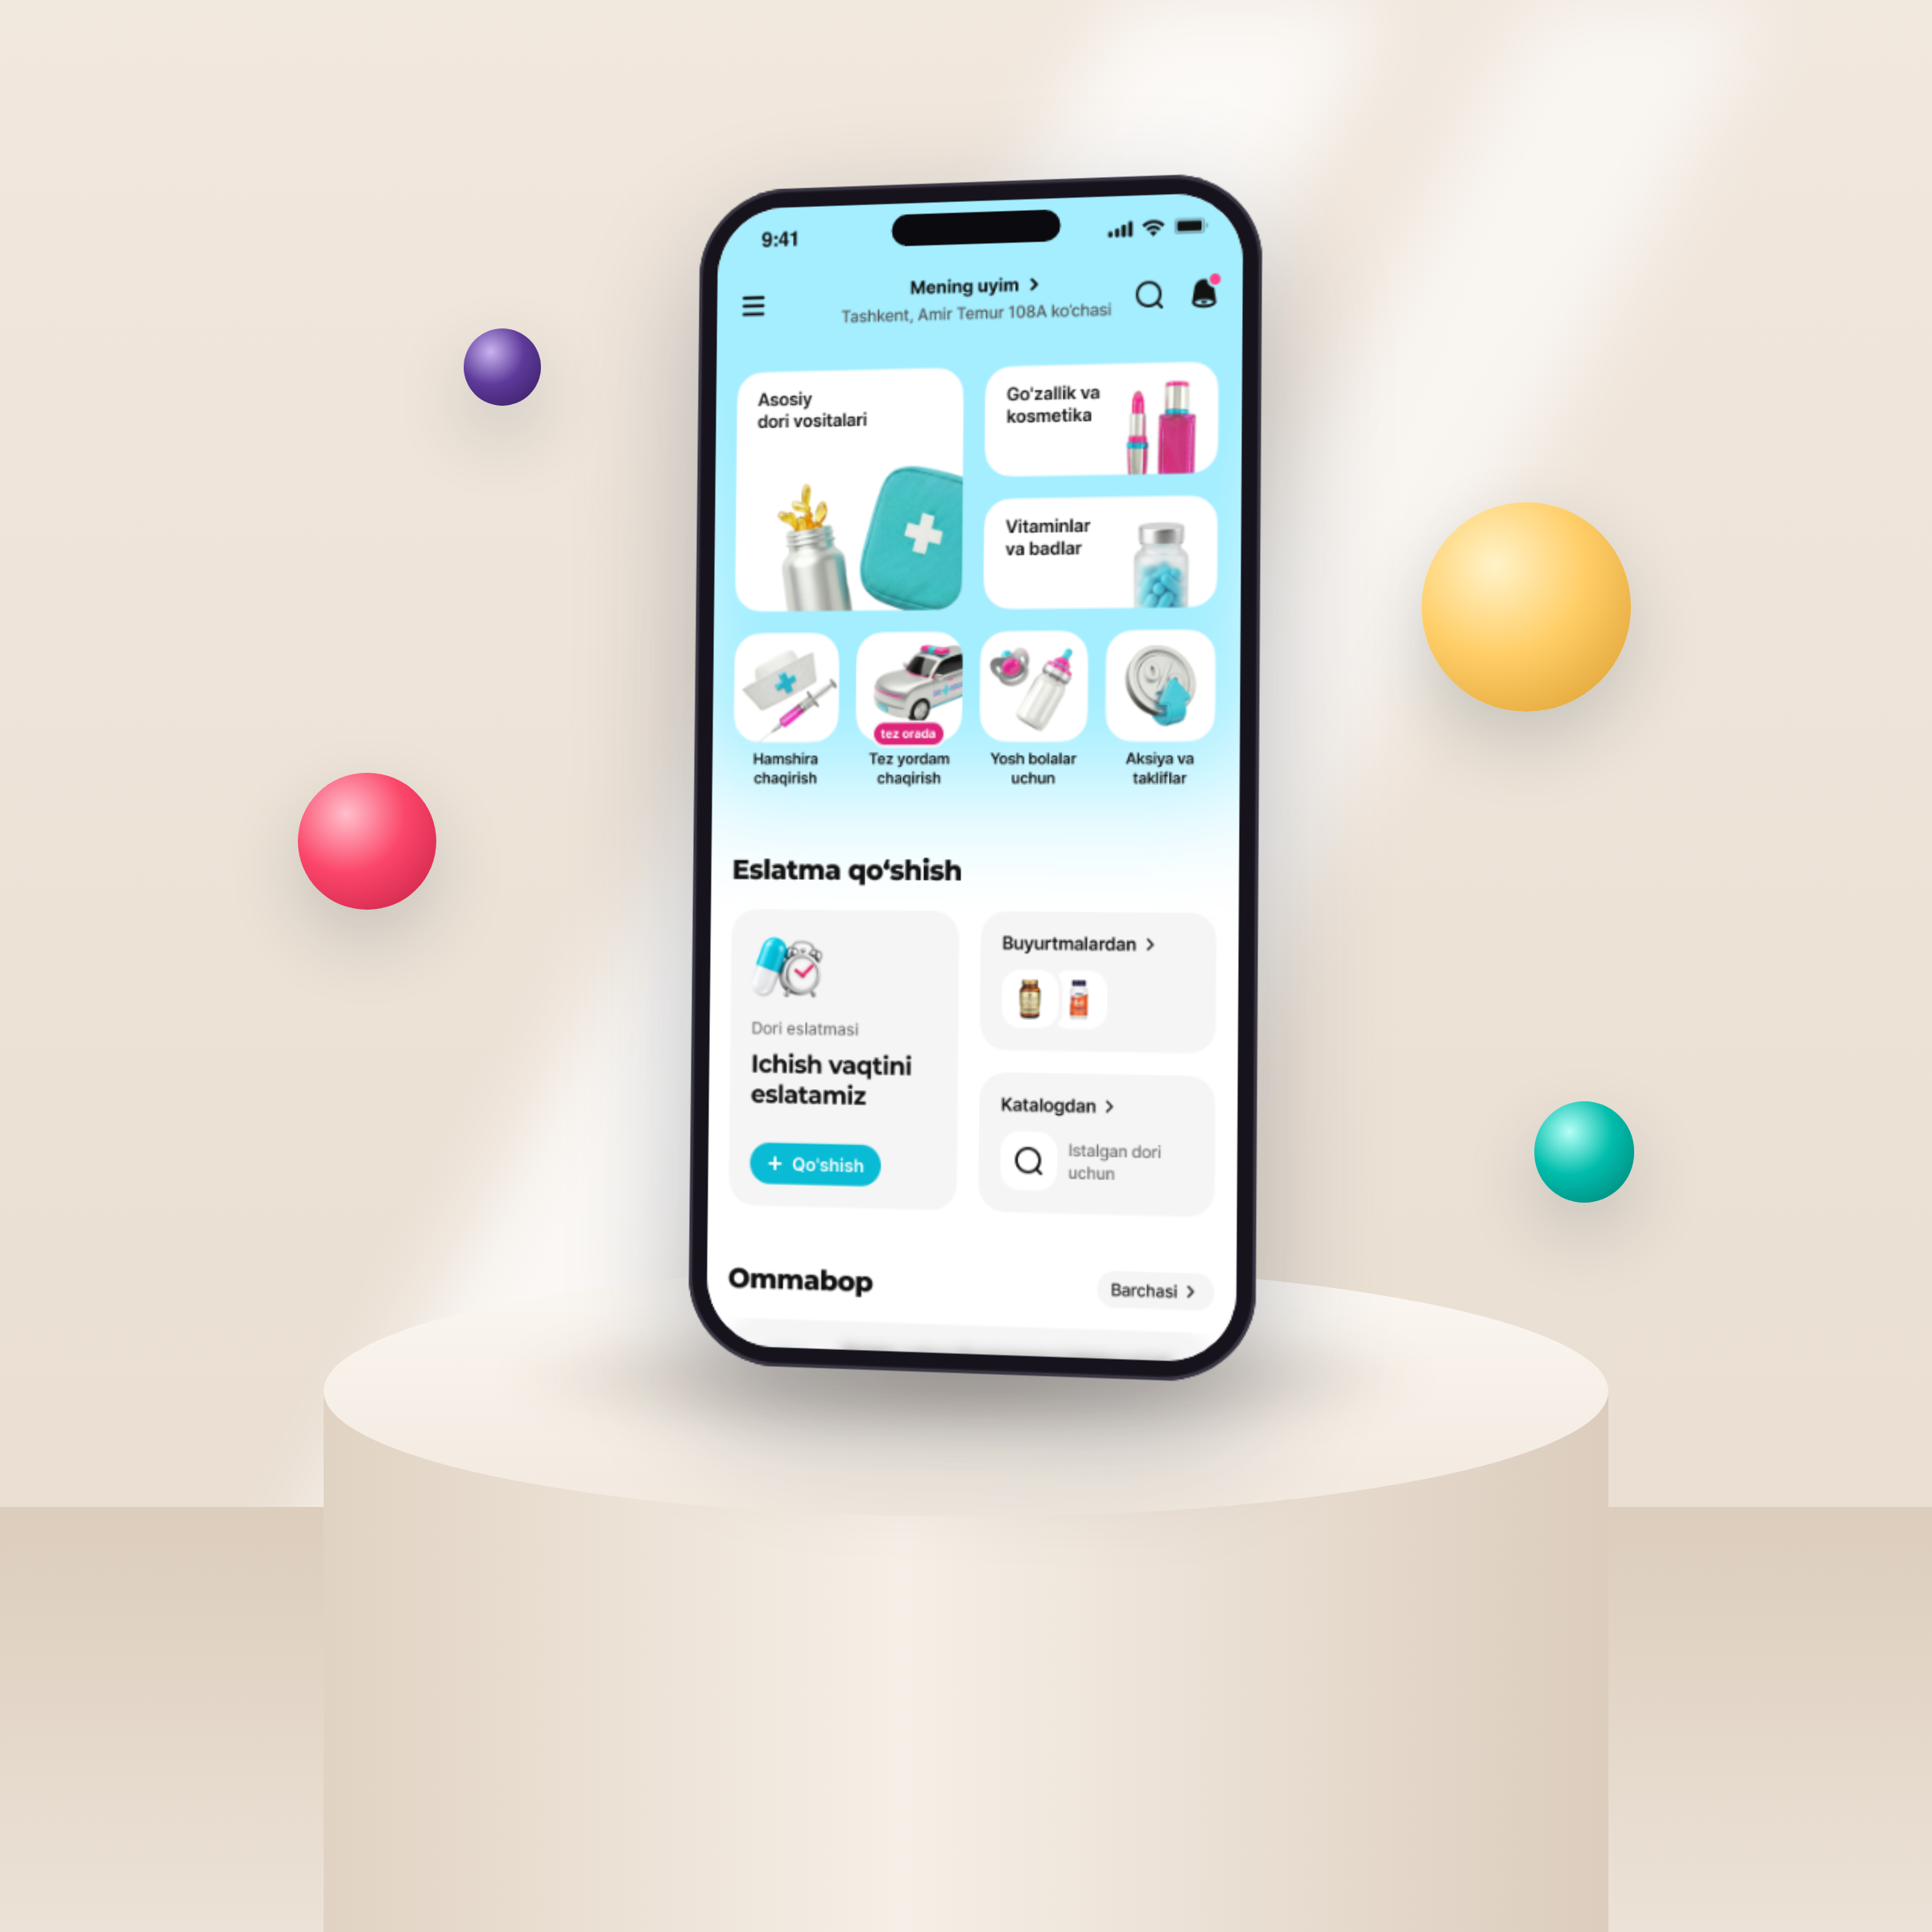 9:41
Mening uyim
Tashkent, Amir Temur 108A ko'chasi
Asosiy
dori vositalari
Go'zallik va
kosmetika
Vitaminlar
va badlar
tez orada
Hamshira
chaqirish
Tez yordam
chaqirish
Yosh bolalar
uchun
Aksiya va
takliflar
Eslatma qo‘shish
Dori eslatmasi
Ichish vaqtini
eslatamiz
+ Qo'shish
Buyurtmalardan
Katalogdan
Istalgan dori
uchun
Ommabop
Barchasi